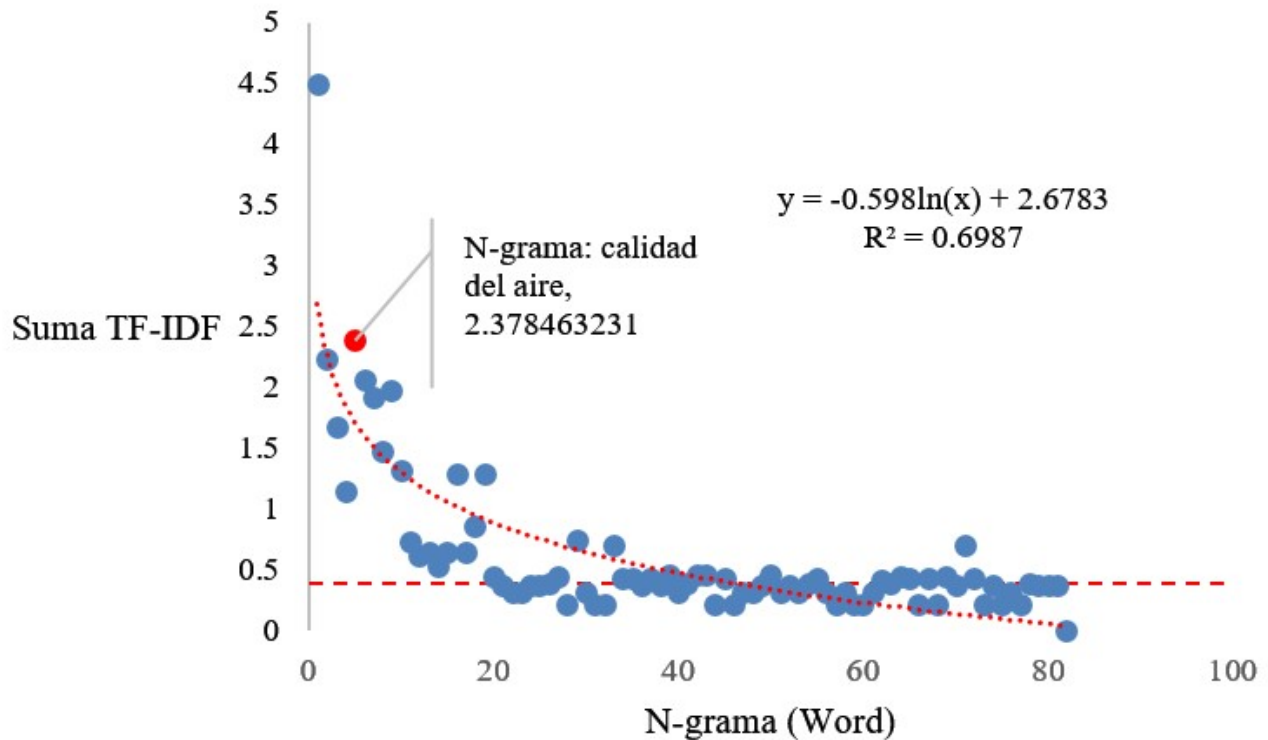 5
4.5
4
3.5
3
2.5
2
1.5
1
0.5
0
Suma TF-IDF
N-grama: calidad
del aire,
2.378463231
y = -0.598ln(x) + 2.6783
R² = 0.6987
0 20 40 60 80 100
N-grama (Word)